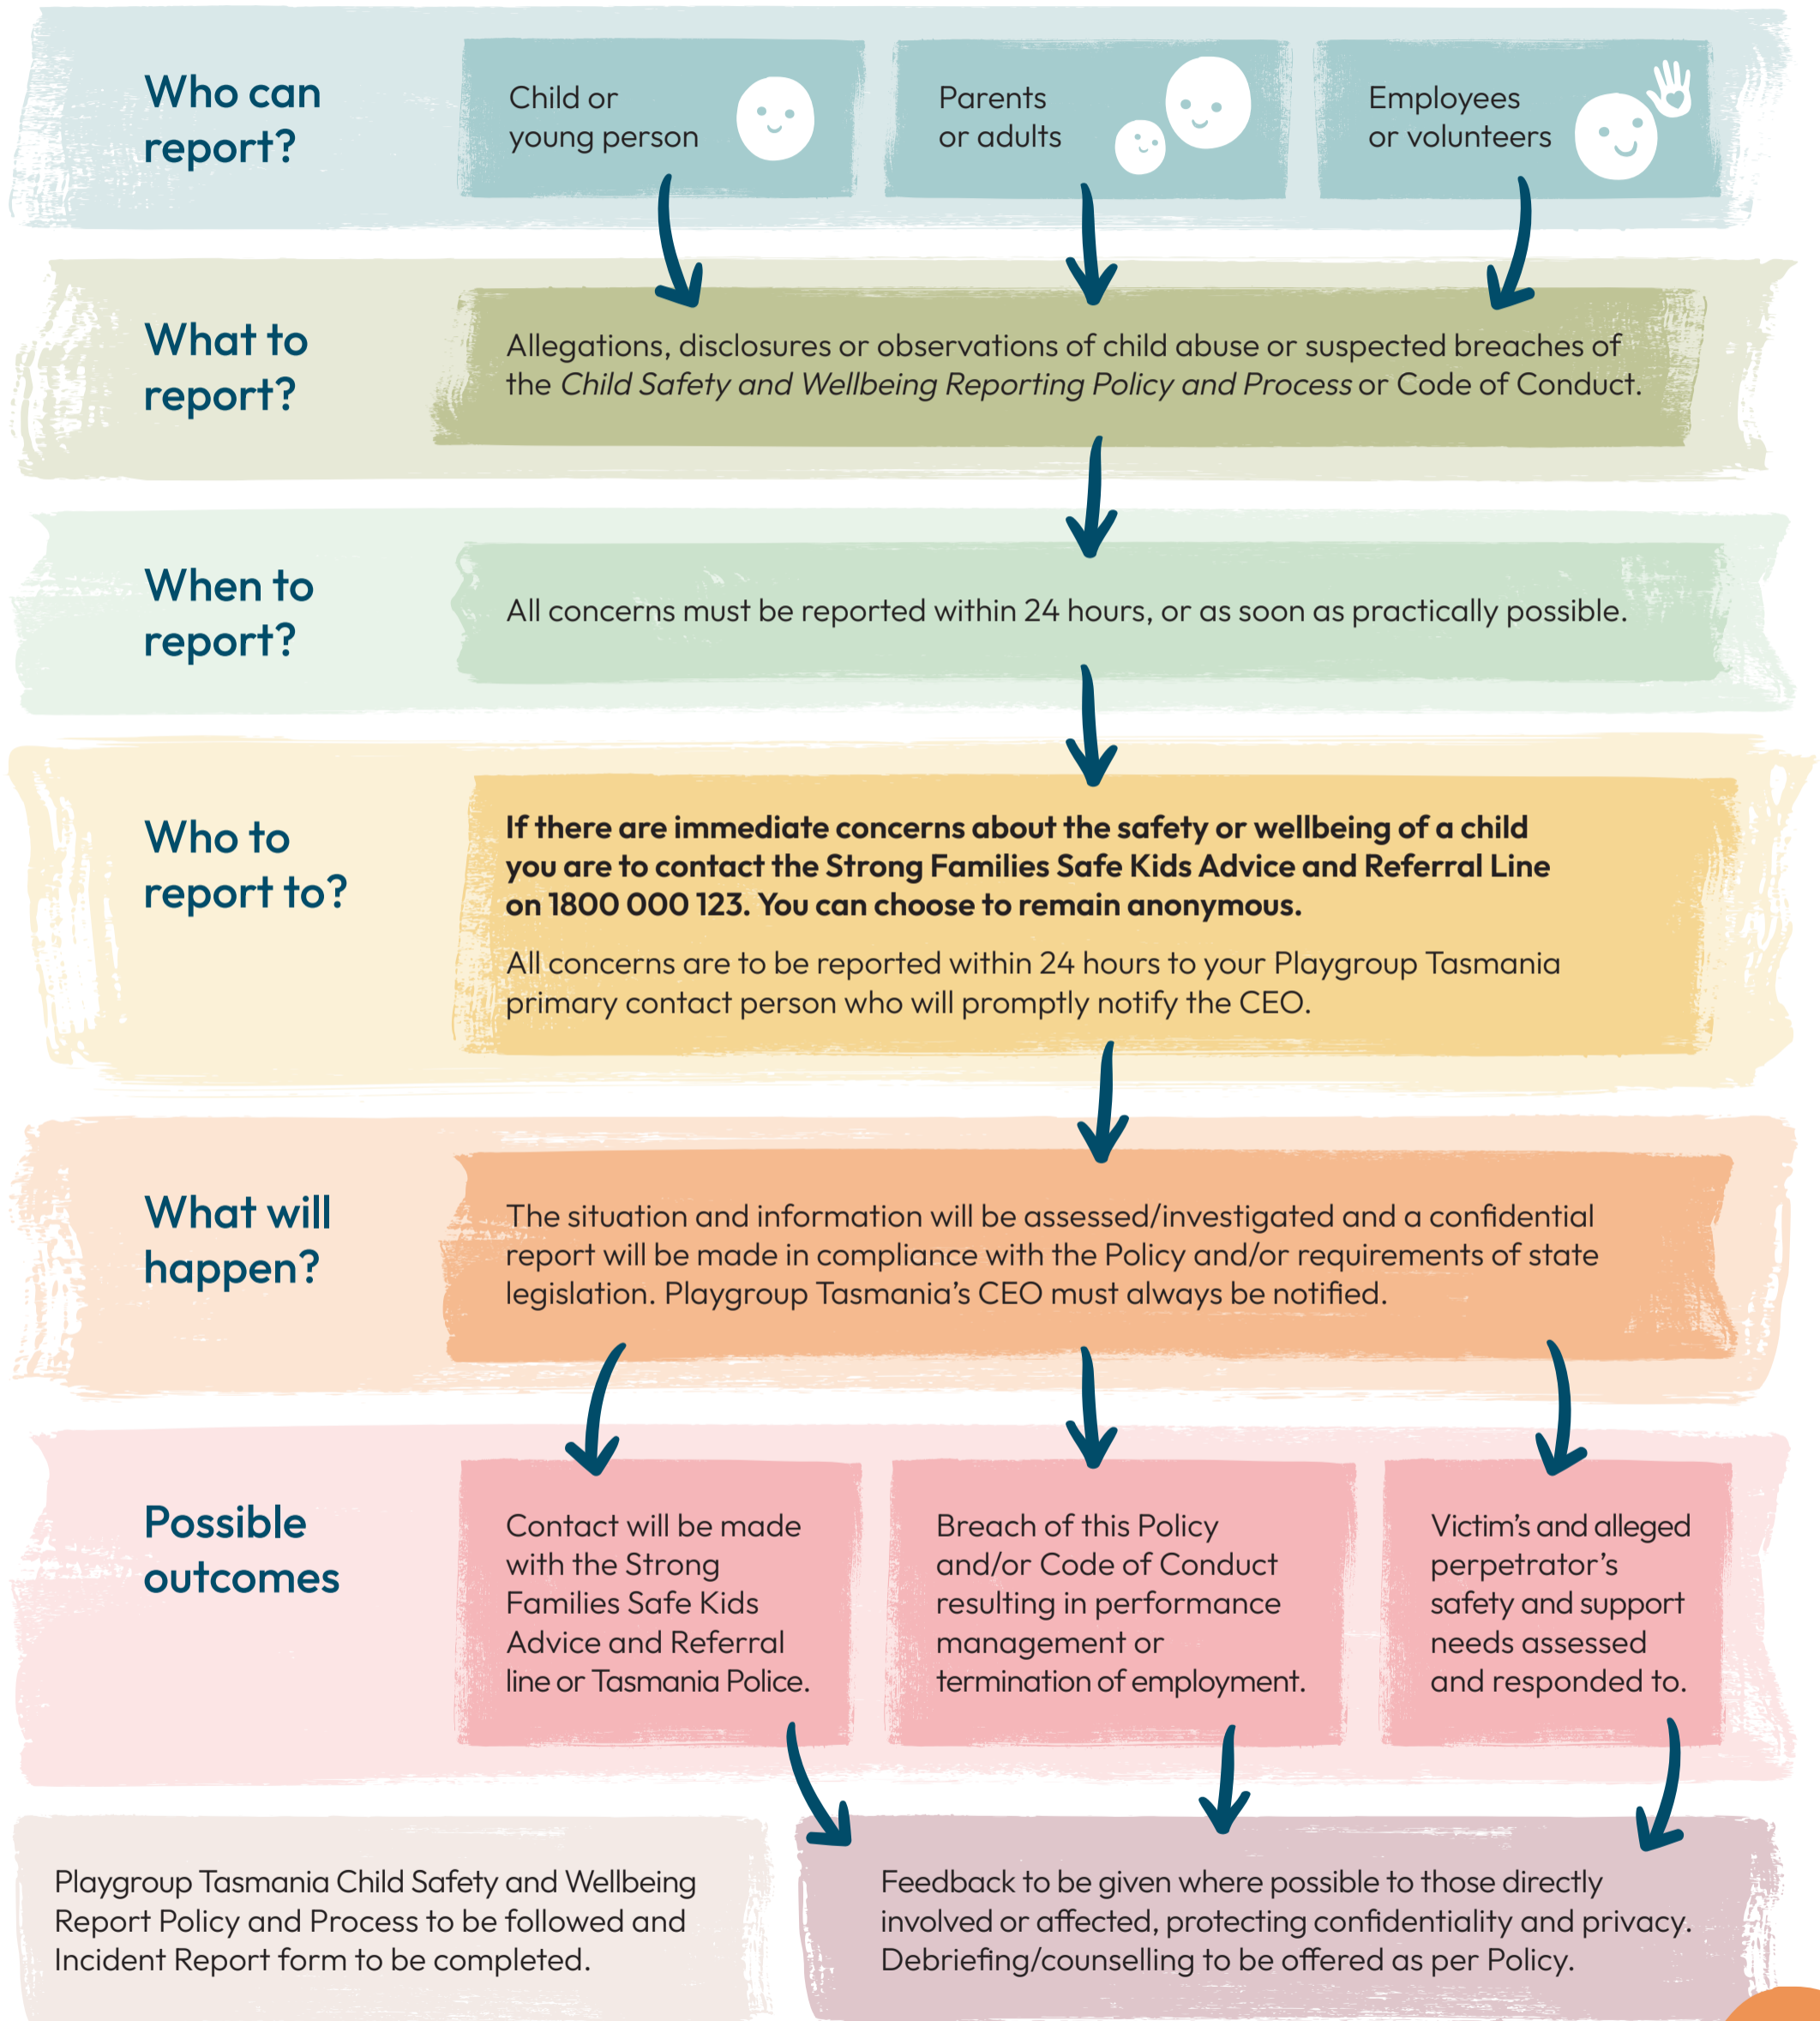 Who can
report?
Child or
young person
Parents
or adults
Employees
or volunteers
What to
report?
Allegations, disclosures or observations of child abuse or suspected breaches of
the Child Safety and Wellbeing Reporting Policy and Process or Code of Conduct.
When to
report?
All concerns must be reported within 24 hours, or as soon as practically possible.
Who to
report to?
If there are immediate concerns about the safety or wellbeing of a child
you are to contact the Strong Families Safe Kids Advice and Referral Line
on 1800 000 123. You can choose to remain anonymous.
All concerns are to be reported within 24 hours to your Playgroup Tasmania
primary contact person who will promptly notify the CEO.
What will
happen?
The situation and information will be assessed/investigated and a confidential
report will be made in compliance with the Policy and/or requirements of state
legislation. Playgroup Tasmania's CEO must always be notified.
Possible
outcomes
Contact will be made
with the Strong
Families Safe Kids
Advice and Referral
line or Tasmania Police.
Breach of this Policy
and/or Code of Conduct
resulting in performance
management or
termination of employment.
Victim's and alleged
perpetrator's
safety and support
needs assessed
and responded to.
Playgroup Tasmania Child Safety and Wellbeing
Report Policy and Process to be followed and
Incident Report form to be completed.
Feedback to be given where possible to those directly
involved or affected, protecting confidentiality and privacy.
Debriefing/counselling to be offered as per Policy.